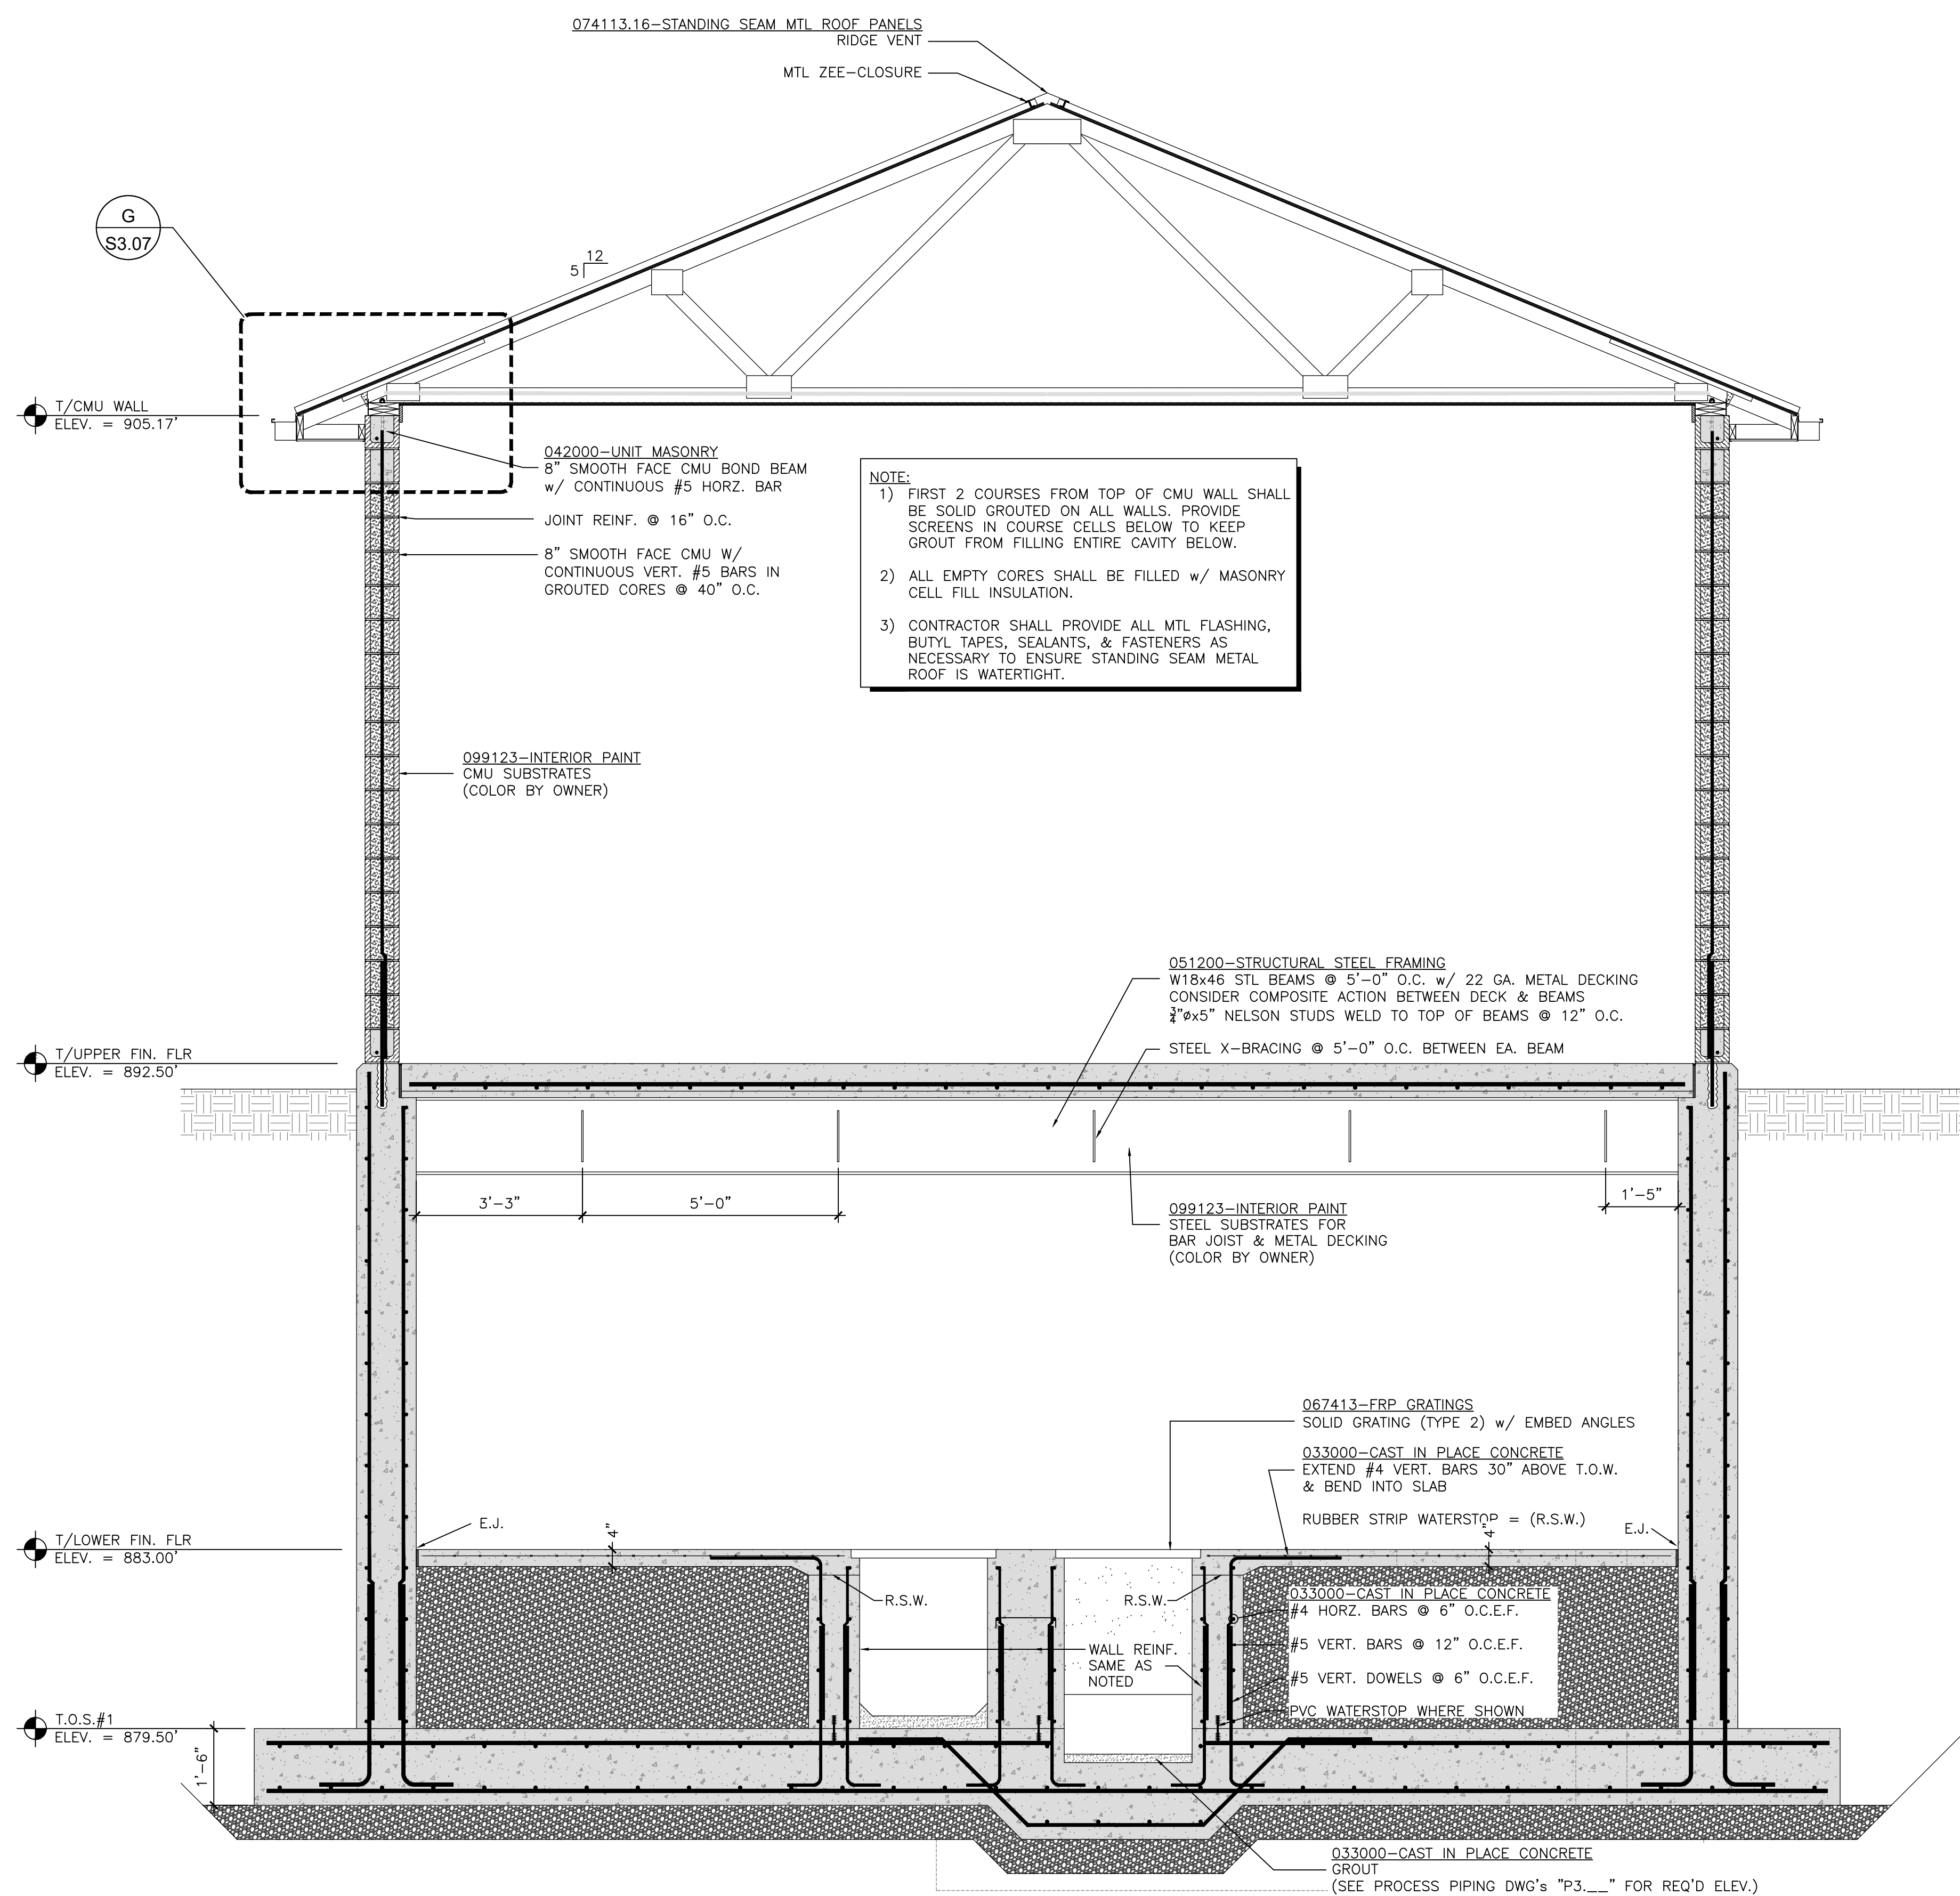 074113.16-STANDING SEAM MTL ROOF PANELS
RIDGE VENT
MTL ZEE-CLOSURE
G
S3.07
12
5
T/CMU WALL
ELEV. = 905.17'
042000-UNIT MASONRY
8" SMOOTH FACE CMU BOND BEAM
w/ CONTINUOUS #5 HORZ. BAR
JOINT REINF. @ 16" O.C.
8" SMOOTH FACE CMU W/
CONTINUOUS VERT. #5 BARS IN
GROUTED CORES @ 40" O.C.
NOTE:
1) FIRST 2 COURSES FROM TOP OF CMU WALL SHALL
BE SOLID GROUTED ON ALL WALLS. PROVIDE
SCREENS IN COURSE CELLS BELOW TO KEEP
GROUT FROM FILLING ENTIRE CAVITY BELOW.
2) ALL EMPTY CORES SHALL BE FILLED w/ MASONRY
CELL FILL INSULATION.
3) CONTRACTOR SHALL PROVIDE ALL MTL FLASHING,
BUTYL TAPES, SEALANTS, & FASTENERS AS
NECESSARY TO ENSURE STANDING SEAM METAL
ROOF IS WATERTIGHT.
099123-INTERIOR PAINT
CMU SUBSTRATES
(COLOR BY OWNER)
051200-STRUCTURAL STEEL FRAMING
W18x46 STL BEAMS @ 5'-0" O.C. w/ 22 GA. METAL DECKING
CONSIDER COMPOSITE ACTION BETWEEN DECK & BEAMS
3/4"øx5" NELSON STUDS WELD TO TOP OF BEAMS @ 12" O.C.
STEEL X-BRACING @ 5'-0" O.C. BETWEEN EA. BEAM
T/UPPER FIN. FLR
ELEV. = 892.50'
3'-3"
5'-0"
1'-5"
099123-INTERIOR PAINT
STEEL SUBSTRATES FOR
BAR JOIST & METAL DECKING
(COLOR BY OWNER)
067413-FRP GRATINGS
SOLID GRATING (TYPE 2) w/ EMBED ANGLES
033000-CAST IN PLACE CONCRETE
EXTEND #4 VERT. BARS 30" ABOVE T.O.W.
& BEND INTO SLAB
RUBBER STRIP WATERSTOP = (R.S.W.)
E.J.
E.J.
4"
4"
T/LOWER FIN. FLR
ELEV. = 883.00'
R.S.W.
R.S.W.
033000-CAST IN PLACE CONCRETE
#4 HORZ. BARS @ 6" O.C.E.F.
#5 VERT. BARS @ 12" O.C.E.F.
#5 VERT. DOWELS @ 6" O.C.E.F.
PVC WATERSTOP WHERE SHOWN
WALL REINF.
SAME AS
NOTED
T.O.S.#1
ELEV. = 879.50'
1'-6"
033000-CAST IN PLACE CONCRETE
GROUT
(SEE PROCESS PIPING DWG's "P3.__" FOR REQ'D ELEV.)